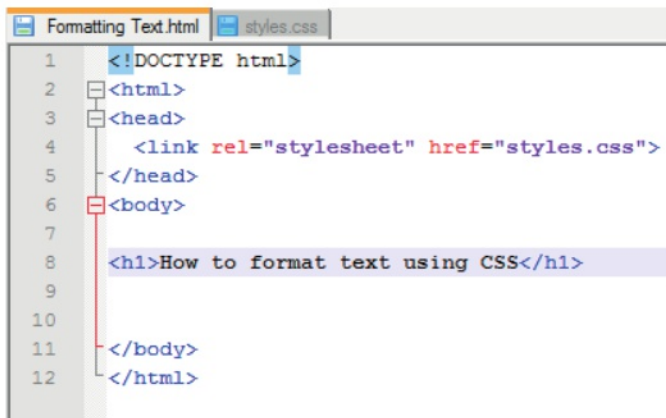 Formatting Text.html styles.css
1 <!DOCTYPE html>
2 <html>
3 <head>
4 <link rel="stylesheet" href="styles.css">
5 </head>
6 <body>
7
8 <h1>How to format text using CSS</h1>
9
10
11 </body>
12 </html>